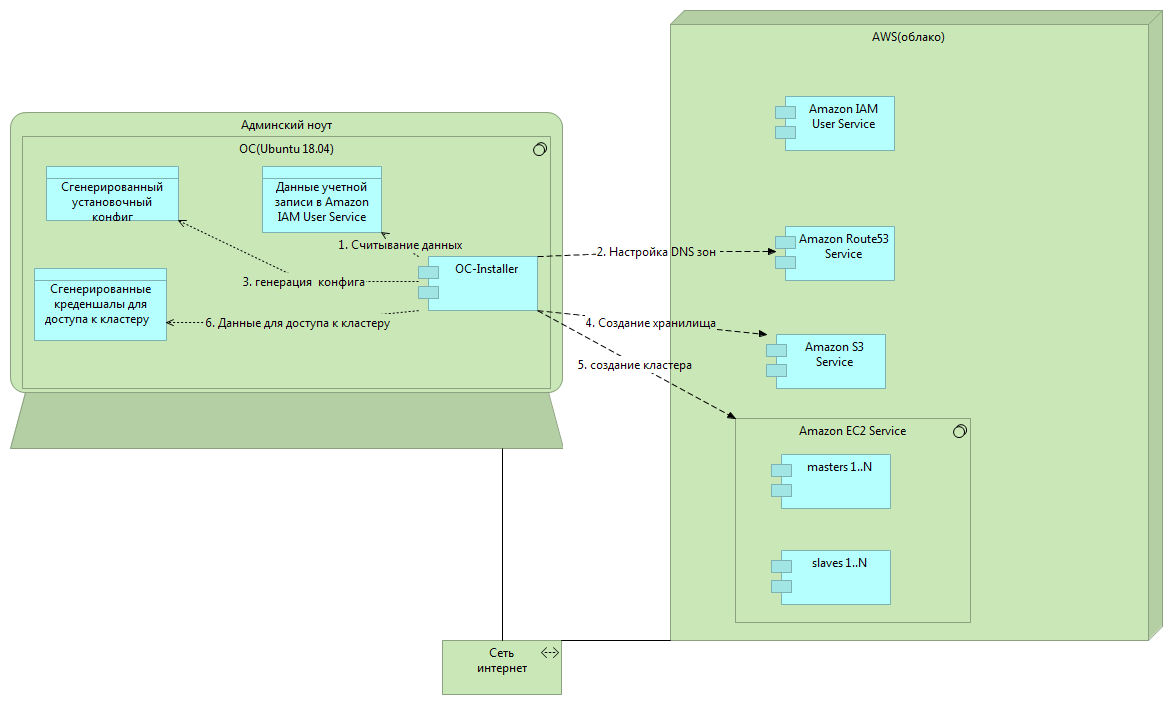 AWS(облако)
Amazon IAM
User Service
Админский ноут
ОС(Ubuntu 18.04)
Сгенерированный
установочный
конфиг
Данные учетной
записи в Amazon
IAM User Service
1. Считывание данных
OC-Installer
2. Настройка DNS зон
Amazon Route53
Service
3. генерация конфига
Сгенерированные
креденшалы для
доступа к кластеру
6. Данные для доступа к кластеру
4. Создание хранилища
Amazon S3
Service
5. создание кластера
Amazon EC2 Service
masters 1..N
slaves 1..N
Сеть
интернет